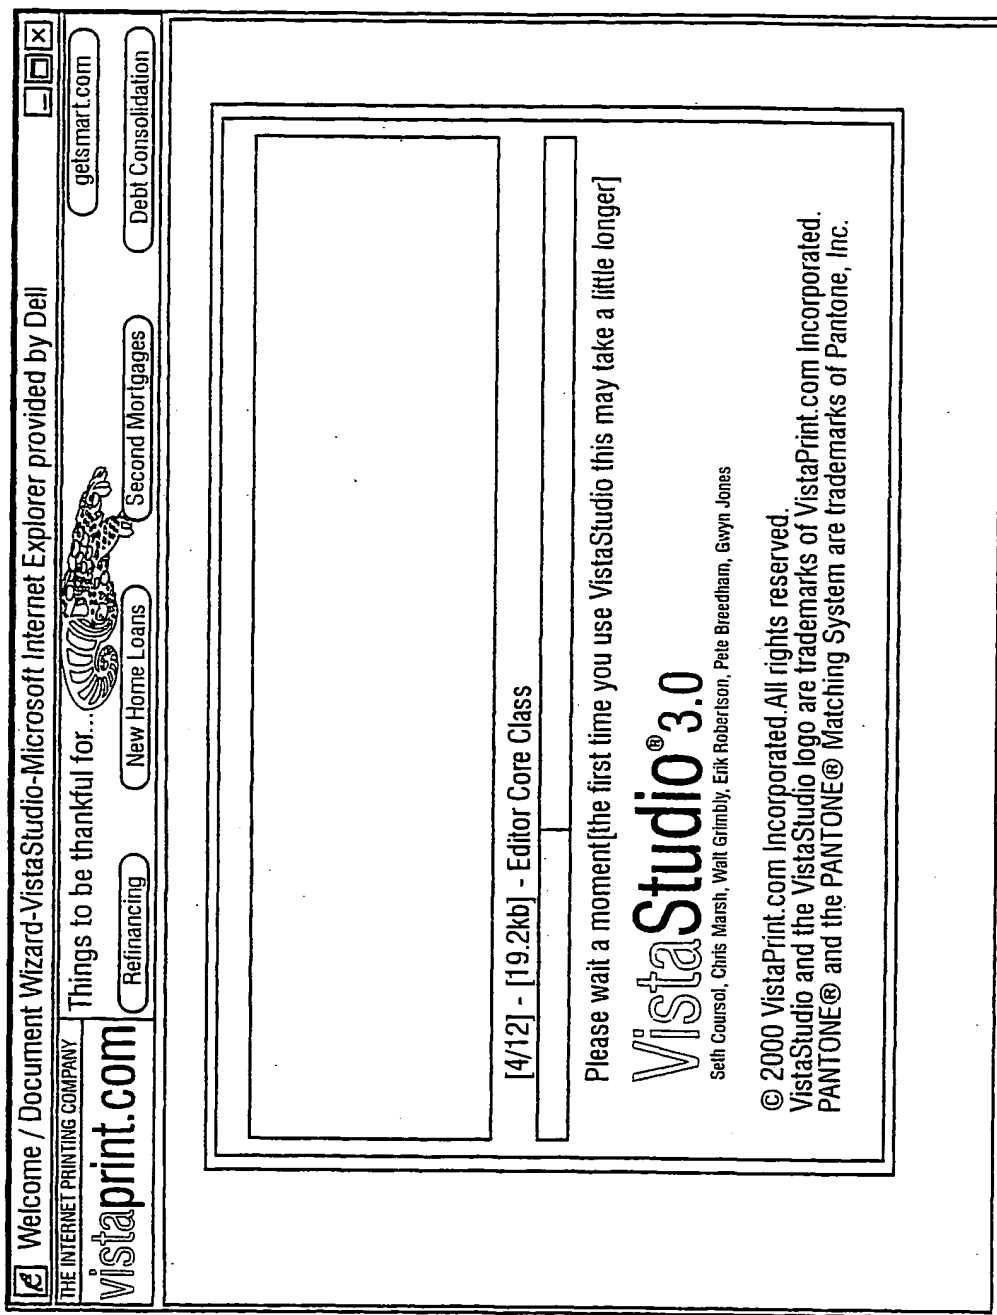 Welcome / Document Wizard-VistaStudio-Microsoft Internet Explorer provided by Dell
THE INTERNET PRINTING COMPANY
vistaprint.com
Things to be thankful for...
getsmart.com
Refinancing
New Home Loans
Second Mortgages
Debt Consolidation
[4/12] - [19.2kb] - Editor Core Class
Please wait a moment[the first time you use VistaStudio this may take a little longer]
VistaStudio® 3.0
Seth Coursol, Chris Marsh, Walt Grimbly, Erik Robertson, Pete Breedham, Gwyn Jones
© 2000 VistaPrint.com Incorporated.All rights reserved.
VistaStudio and the VistaStudio logo are trademarks of VistaPrint.com Incorporated.
PANTONE® and the PANTONE® Matching System are trademarks of Pantone, Inc.